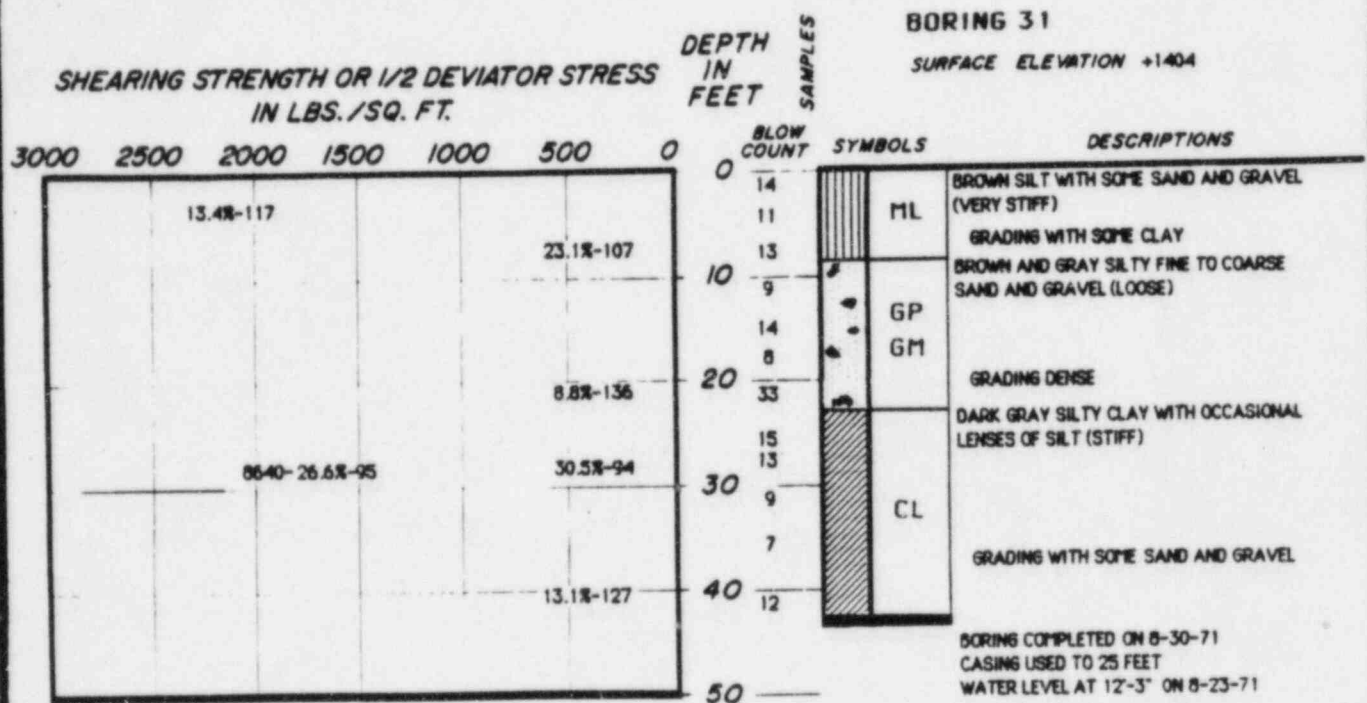 BORING 31
SURFACE ELEVATION +1404
SHEARING STRENGTH OR 1/2 DEVIATOR STRESS
IN LBS./SQ. FT.
DEPTH
IN
FEET
SAMPLES
3000 2500 2000 1500 1000 500 0
BLOW
COUNT
SYMBOLS
DESCRIPTIONS
0
10
20
30
40
50
13.4%-117
23.1%-107
8.8%-136
8640-26.6%-95
30.5%-94
13.1%-127
14
11
13
9
14
8
33
15
13
9
7
12
ML
GP
GM
CL
BROWN SILT WITH SOME SAND AND GRAVEL
(VERY STIFF)
GRADING WITH SOME CLAY
BROWN AND GRAY SILTY FINE TO COARSE
SAND AND GRAVEL (LOOSE)
GRADING DENSE
DARK GRAY SILTY CLAY WITH OCCASIONAL
LENSES OF SILT (STIFF)
GRADING WITH SOME SAND AND GRAVEL
BORING COMPLETED ON 8-30-71
CASING USED TO 25 FEET
WATER LEVEL AT 12'-3" ON 8-23-71